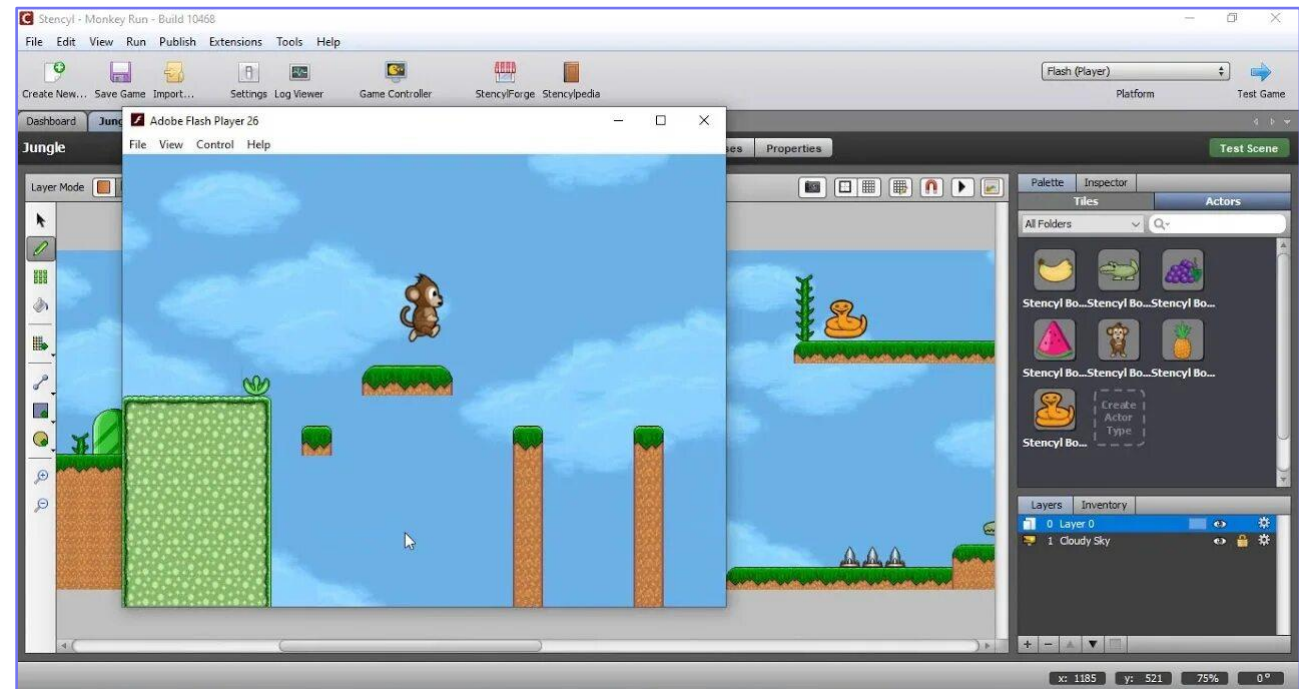 Stencyl - Monkey Run - Build 10468
File Edit View Run Publish Extensions Tools Help
Create New... Save Game Import... Settings Log Viewer Game Controller StencylForge Stencylpedia
Flash (Player)
Platform Test Game
Dashboard Jung
Adobe Flash Player 26
File View Control Help
Jungle
Properties
Test Scene
Layer Mode
Palette Inspector
Tiles Actors
All Folders
Stencyl Bo... Stencyl Bo... Stencyl Bo...
Stencyl Bo... Stencyl Bo... Stencyl Bo...
Create
Actor
Type
Stencyl Bo...
Layers Inventory
0 Layer 0
1 Cloudy Sky
x: 1185 y: 521 75% 0°